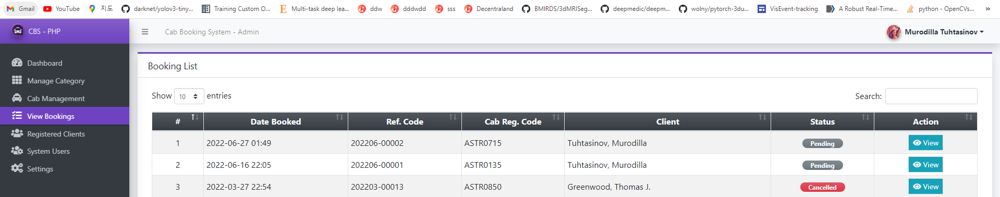 Gmail YouTube 지도 darknet/yolov3-tiny... Training Custom O... Multi-task deep lea... ddw dddwdd sss Decentraland BMIRDS/3dMRISeg... deepmedic/deepm... wolny/pytorch-3du... VisEvent-tracking A Robust Real-Time... python - OpenCVs... »
CBS - PHP
Cab Booking System - Admin
Murodilla Tuhtasinov
Dashboard
Manage Category
Cab Management
View Bookings
Registered Clients
System Users
Settings
Booking List
Show 10 entries
Search:
# Date Booked Ref. Code Cab Reg. Code Client Status Action
1 2022-06-27 01:49 202206-00002 ASTR0715 Tuhtasinov, Murodilla Pending View
2 2022-06-16 22:05 202206-00001 ASTR0135 Tuhtasinov, Murodilla Pending View
3 2022-03-27 22:54 202203-00013 ASTR0850 Greenwood, Thomas J. Cancelled View